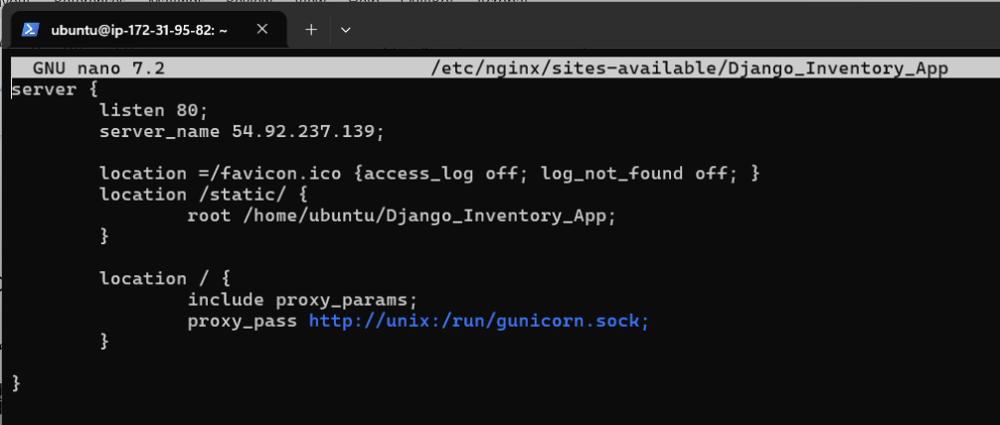 ubuntu@ip-172-31-95-82: ~
GNU nano 7.2 /etc/nginx/sites-available/Django_Inventory_App
server {
listen 80;
server_name 54.92.237.139;
location =/favicon.ico {access_log off; log_not_found off; }
location /static/ {
root /home/ubuntu/Django_Inventory_App;
}
location / {
include proxy_params;
proxy_pass http://unix:/run/gunicorn.sock;
}
}